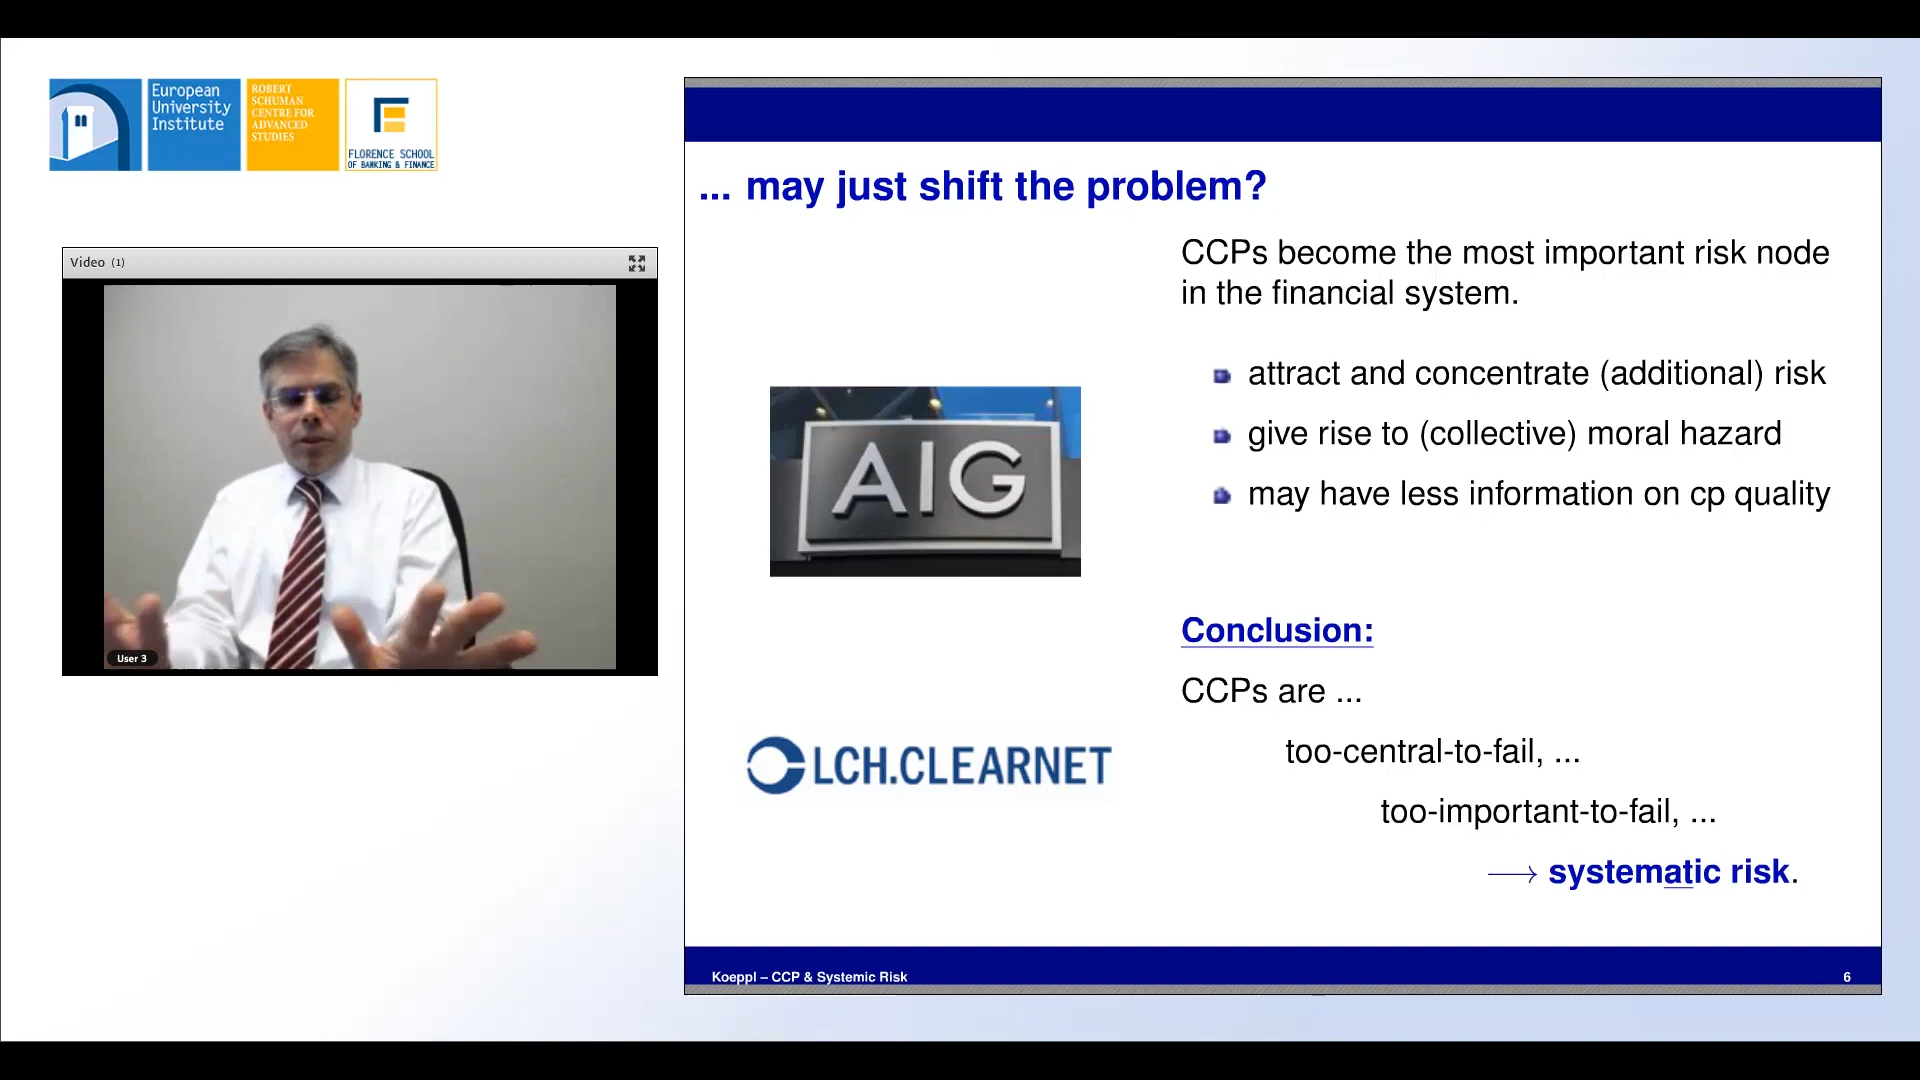 European
University
Institute
ROBERT
SCHUMAN
CENTRE FOR
ADVANCED
STUDIES
FLORENCE SCHOOL
OF BANKING & FINANCE
Video (1)
User 3
... may just shift the problem?
CCPs become the most important risk node
in the financial system.
attract and concentrate (additional) risk
give rise to (collective) moral hazard
may have less information on cp quality
AIG
Conclusion:
CCPs are ...
too-central-to-fail, ...
LCH.CLEARNET
too-important-to-fail, ...
⟶ systematic risk.
Koeppl – CCP & Systemic Risk
6